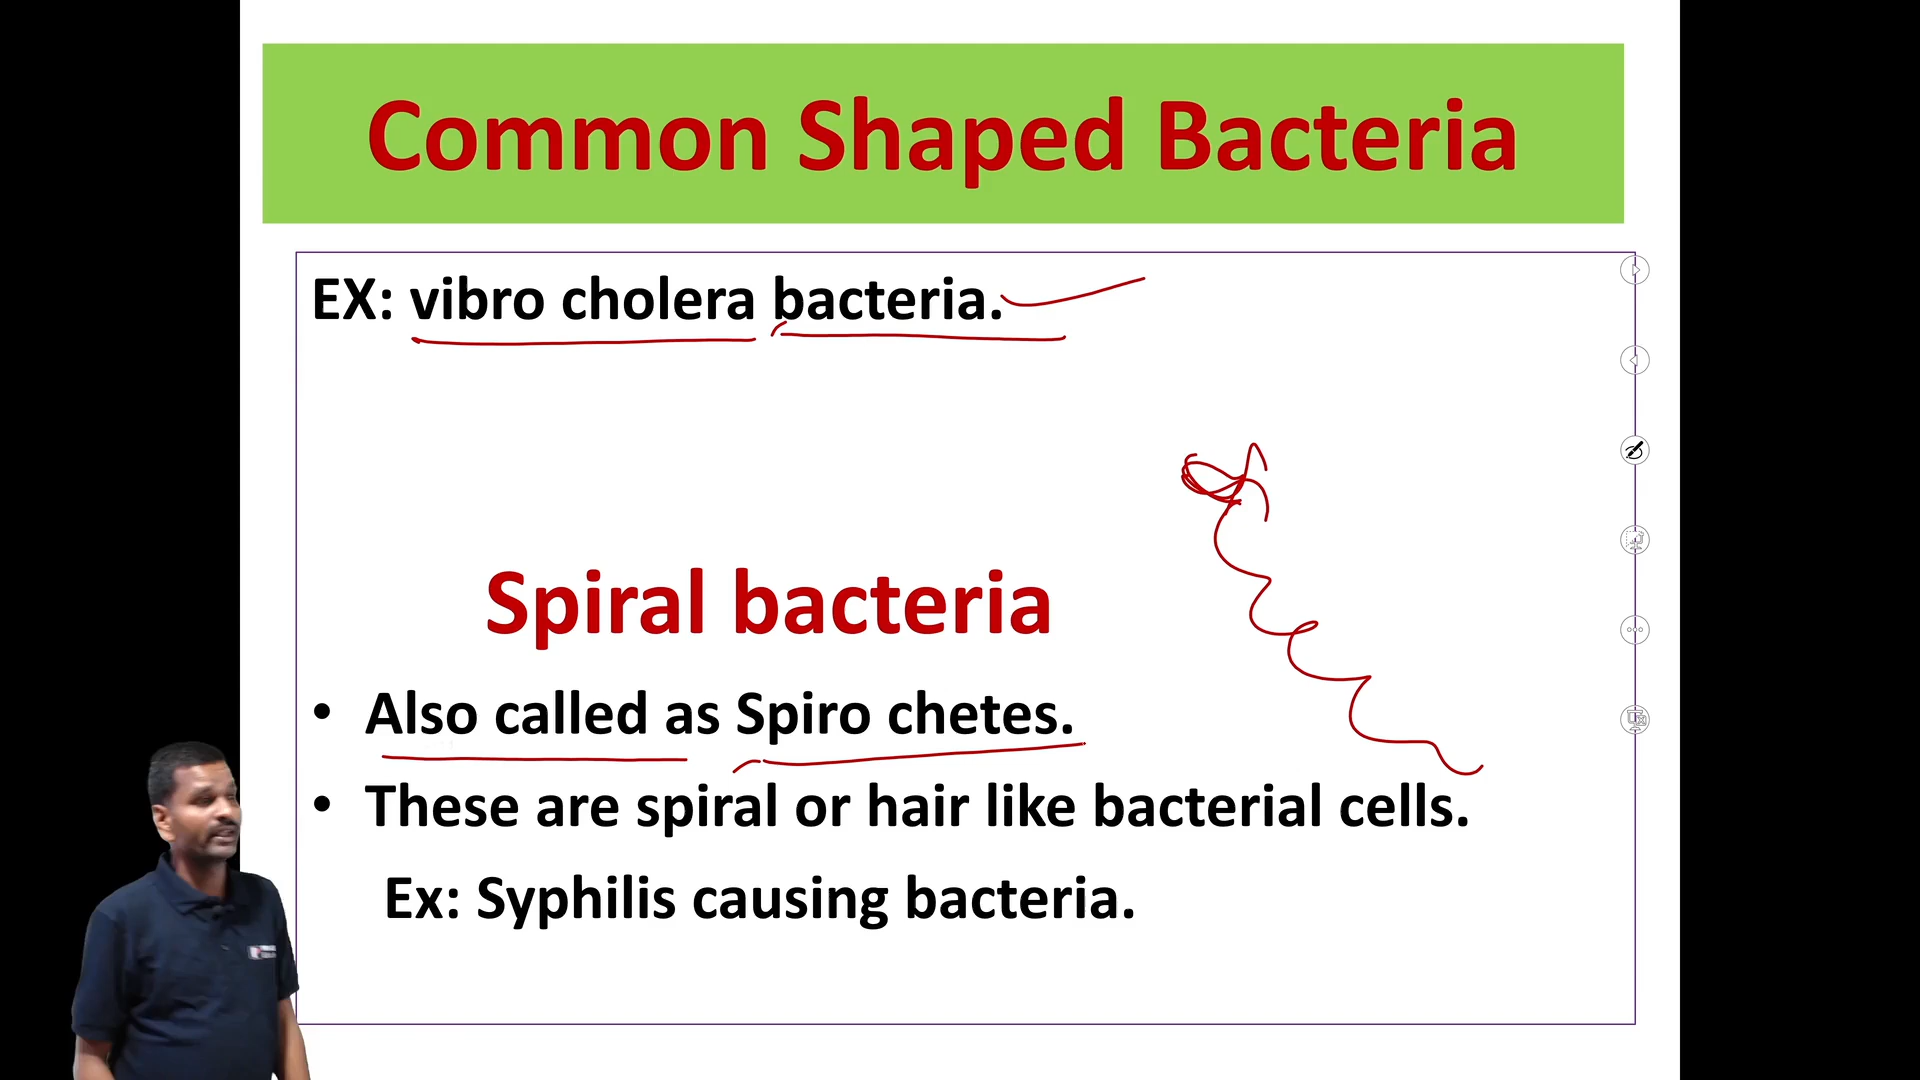 Common Shaped Bacteria
EX: vibro cholera bacteria.
Spiral bacteria
• Also called as Spiro chetes.
• These are spiral or hair like bacterial cells.
Ex: Syphilis causing bacteria.